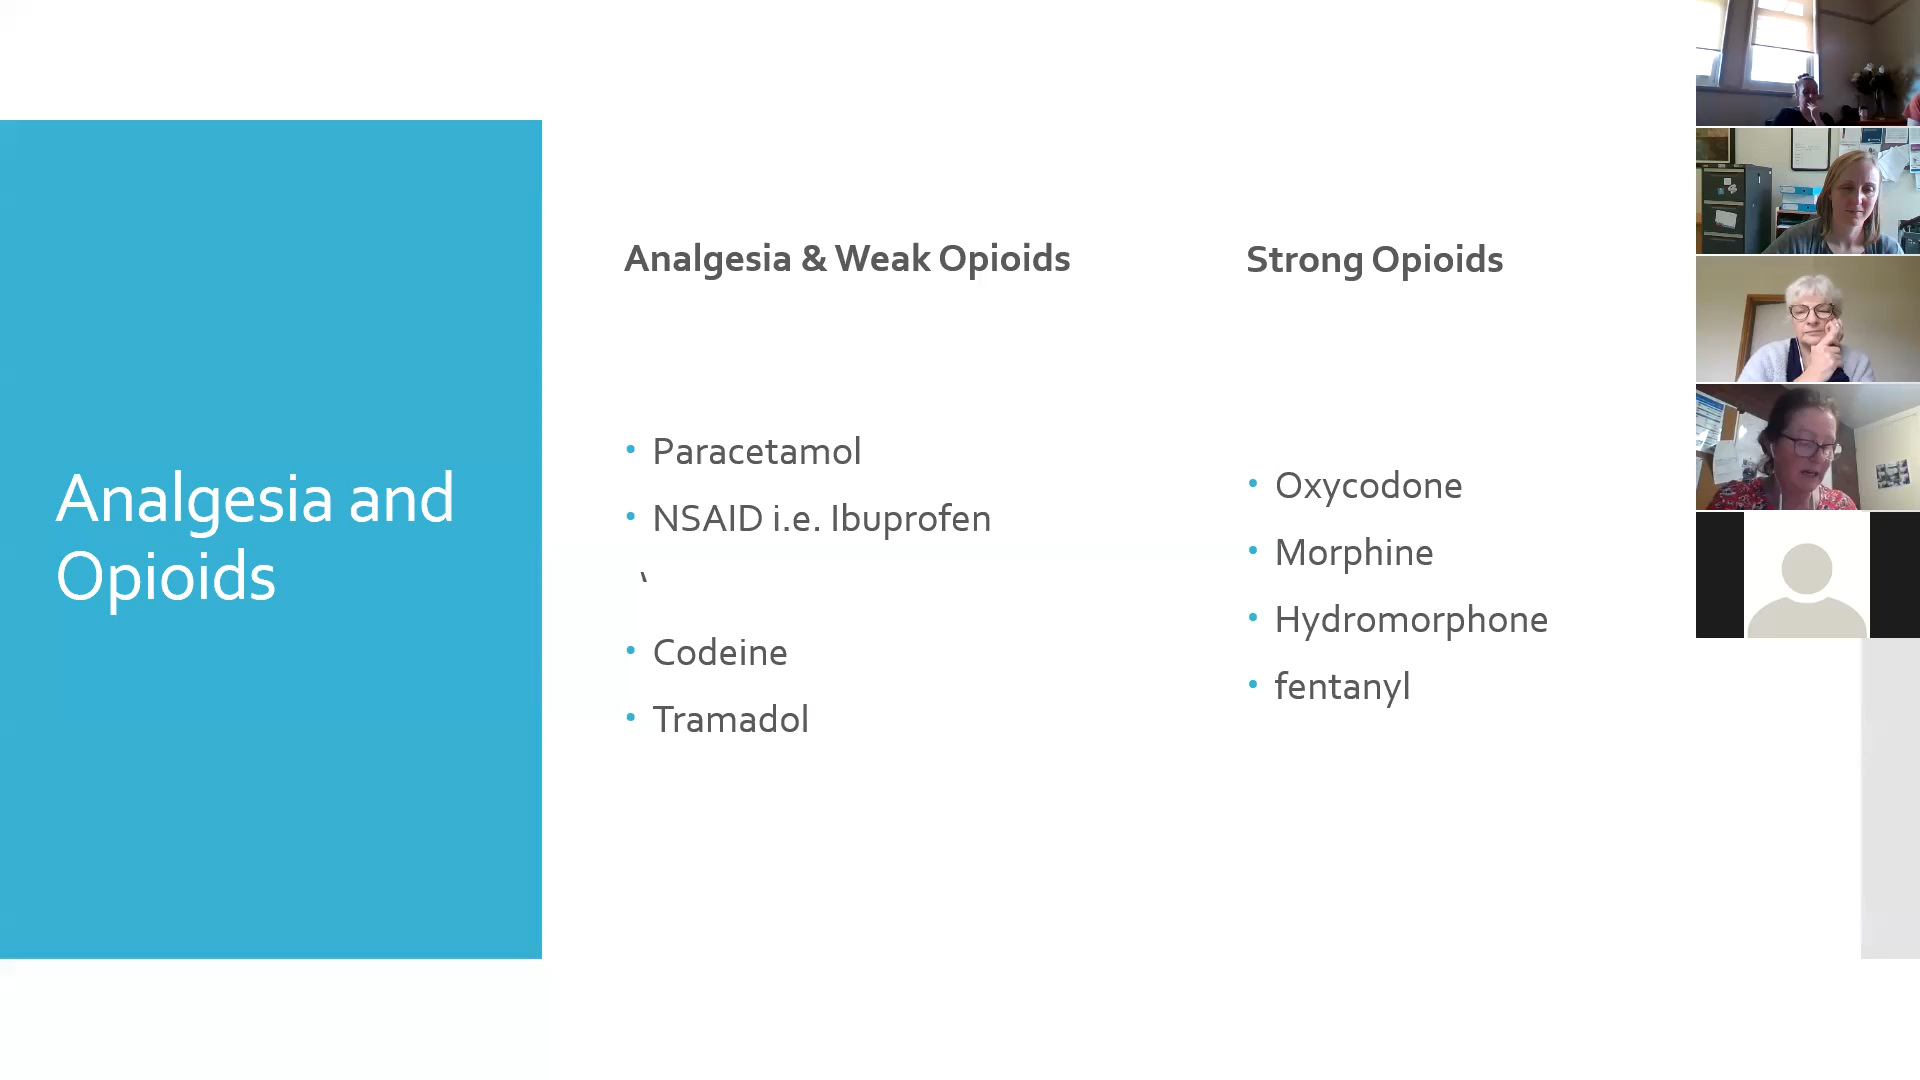 Analgesia and
Opioids
Analgesia & Weak Opioids
• Paracetamol
• NSAID i.e. Ibuprofen
`
• Codeine
• Tramadol
Strong Opioids
• Oxycodone
• Morphine
• Hydromorphone
• fentanyl